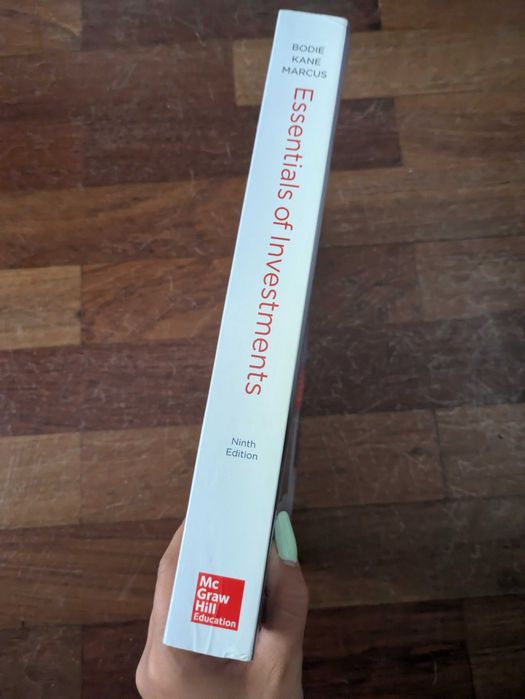 BODIE
KANE
MARCUS
Essentials of Investments
Ninth
Edition
Mc
Graw
Hill
Education